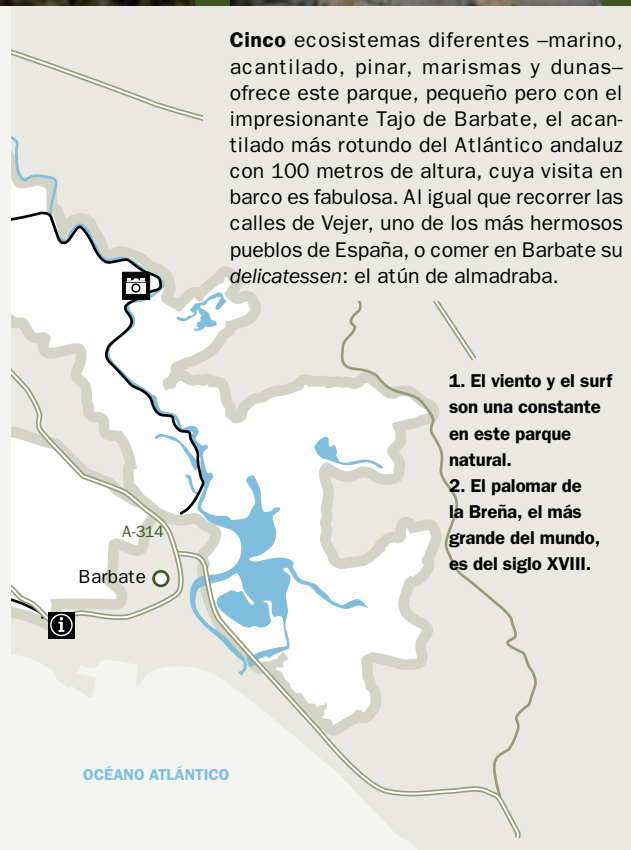 Cinco ecosistemas diferentes –marino,
acantilado, pinar, marismas y dunas–
ofrece este parque, pequeño pero con el
impresionante Tajo de Barbate, el acan-
tilado más rotundo del Atlántico andaluz
con 100 metros de altura, cuya visita en
barco es fabulosa. Al igual que recorrer las
calles de Vejer, uno de los más hermosos
pueblos de España, o comer en Barbate su
delicatessen: el atún de almadraba.
1. El viento y el surf
son una constante
en este parque
natural.
2. El palomar de
la Breña, el más
grande del mundo,
es del siglo XVIII.
A-314
Barbate
i
OCÉANO ATLÁNTICO